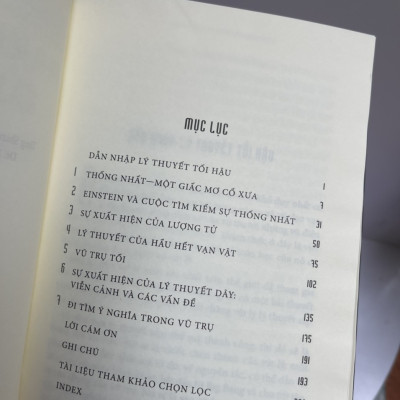 MỤC LỤC
DẪN NHẬP LÝ THUYẾT TỐI HẬU 1
1 THỐNG NHẤT—MỘT GIẤC MƠ CỔ XƯA 7
2 EINSTEIN VÀ CUỘC TÌM KIẾM SỰ THỐNG NHẤT 31
3 SỰ XUẤT HIỆN CỦA LƯỢNG TỬ 50
4 LÝ THUYẾT CỦA HẦU HẾT VẠN VẬT 75
5 VŨ TRỤ TỐI 102
6 SỰ XUẤT HIỆN CỦA LÝ THUYẾT DÂY:
VIỄN CẢNH VÀ CÁC VẤN ĐỀ 135
7 ĐI TÌM Ý NGHĨA TRONG VŨ TRỤ 175
LỜI CẢM ƠN 191
GHI CHÚ 193
TÀI LIỆU THAM KHẢO CHỌN LỌC
INDEX